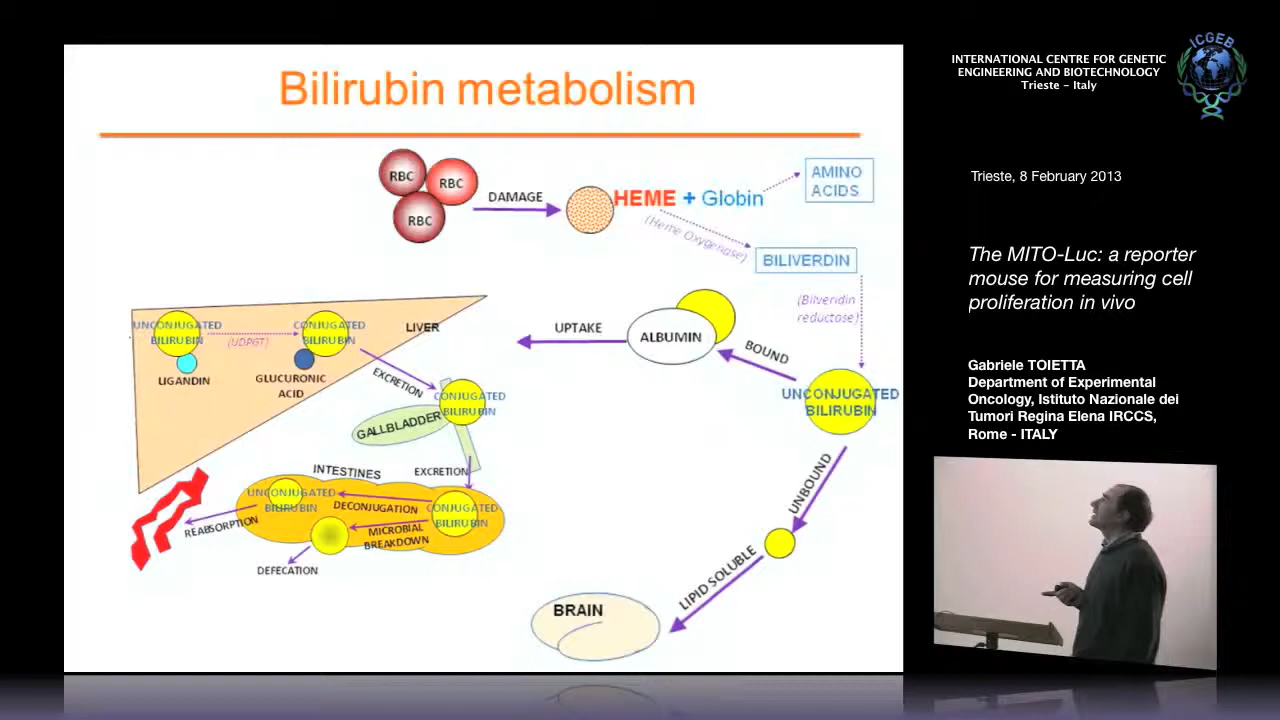 Bilirubin metabolism
RBC
RBC
RBC
DAMAGE
HEME + Globin
(Heme Oxygenase)
AMINO
ACIDS
BILIVERDIN
(Bilveridin
reductase)
UNCONJUGATED
BILIRUBIN
BOUND
ALBUMIN
UPTAKE
LIVER
UNCONJUGATED
BILIRUBIN
(UDPGT)
CONJUGATED
BILIRUBIN
LIGANDIN
GLUCURONIC
ACID
EXCRETION
CONJUGATED
BILIRUBIN
GALLBLADDER
EXCRETION
INTESTINES
UNCONJUGATED
BILIRUBIN
DECONJUGATION
CONJUGATED
BILIRUBIN
MICROBIAL
BREAKDOWN
REABSORPTION
DEFECATION
UNBOUND
LIPID SOLUBLE
BRAIN
INTERNATIONAL CENTRE FOR GENETIC
ENGINEERING AND BIOTECHNOLOGY
Trieste - Italy
ICGEB
Trieste, 8 February 2013
The MITO-Luc: a reporter
mouse for measuring cell
proliferation in vivo
Gabriele TOIETTA
Department of Experimental
Oncology, Istituto Nazionale dei
Tumori Regina Elena IRCCS,
Rome - ITALY